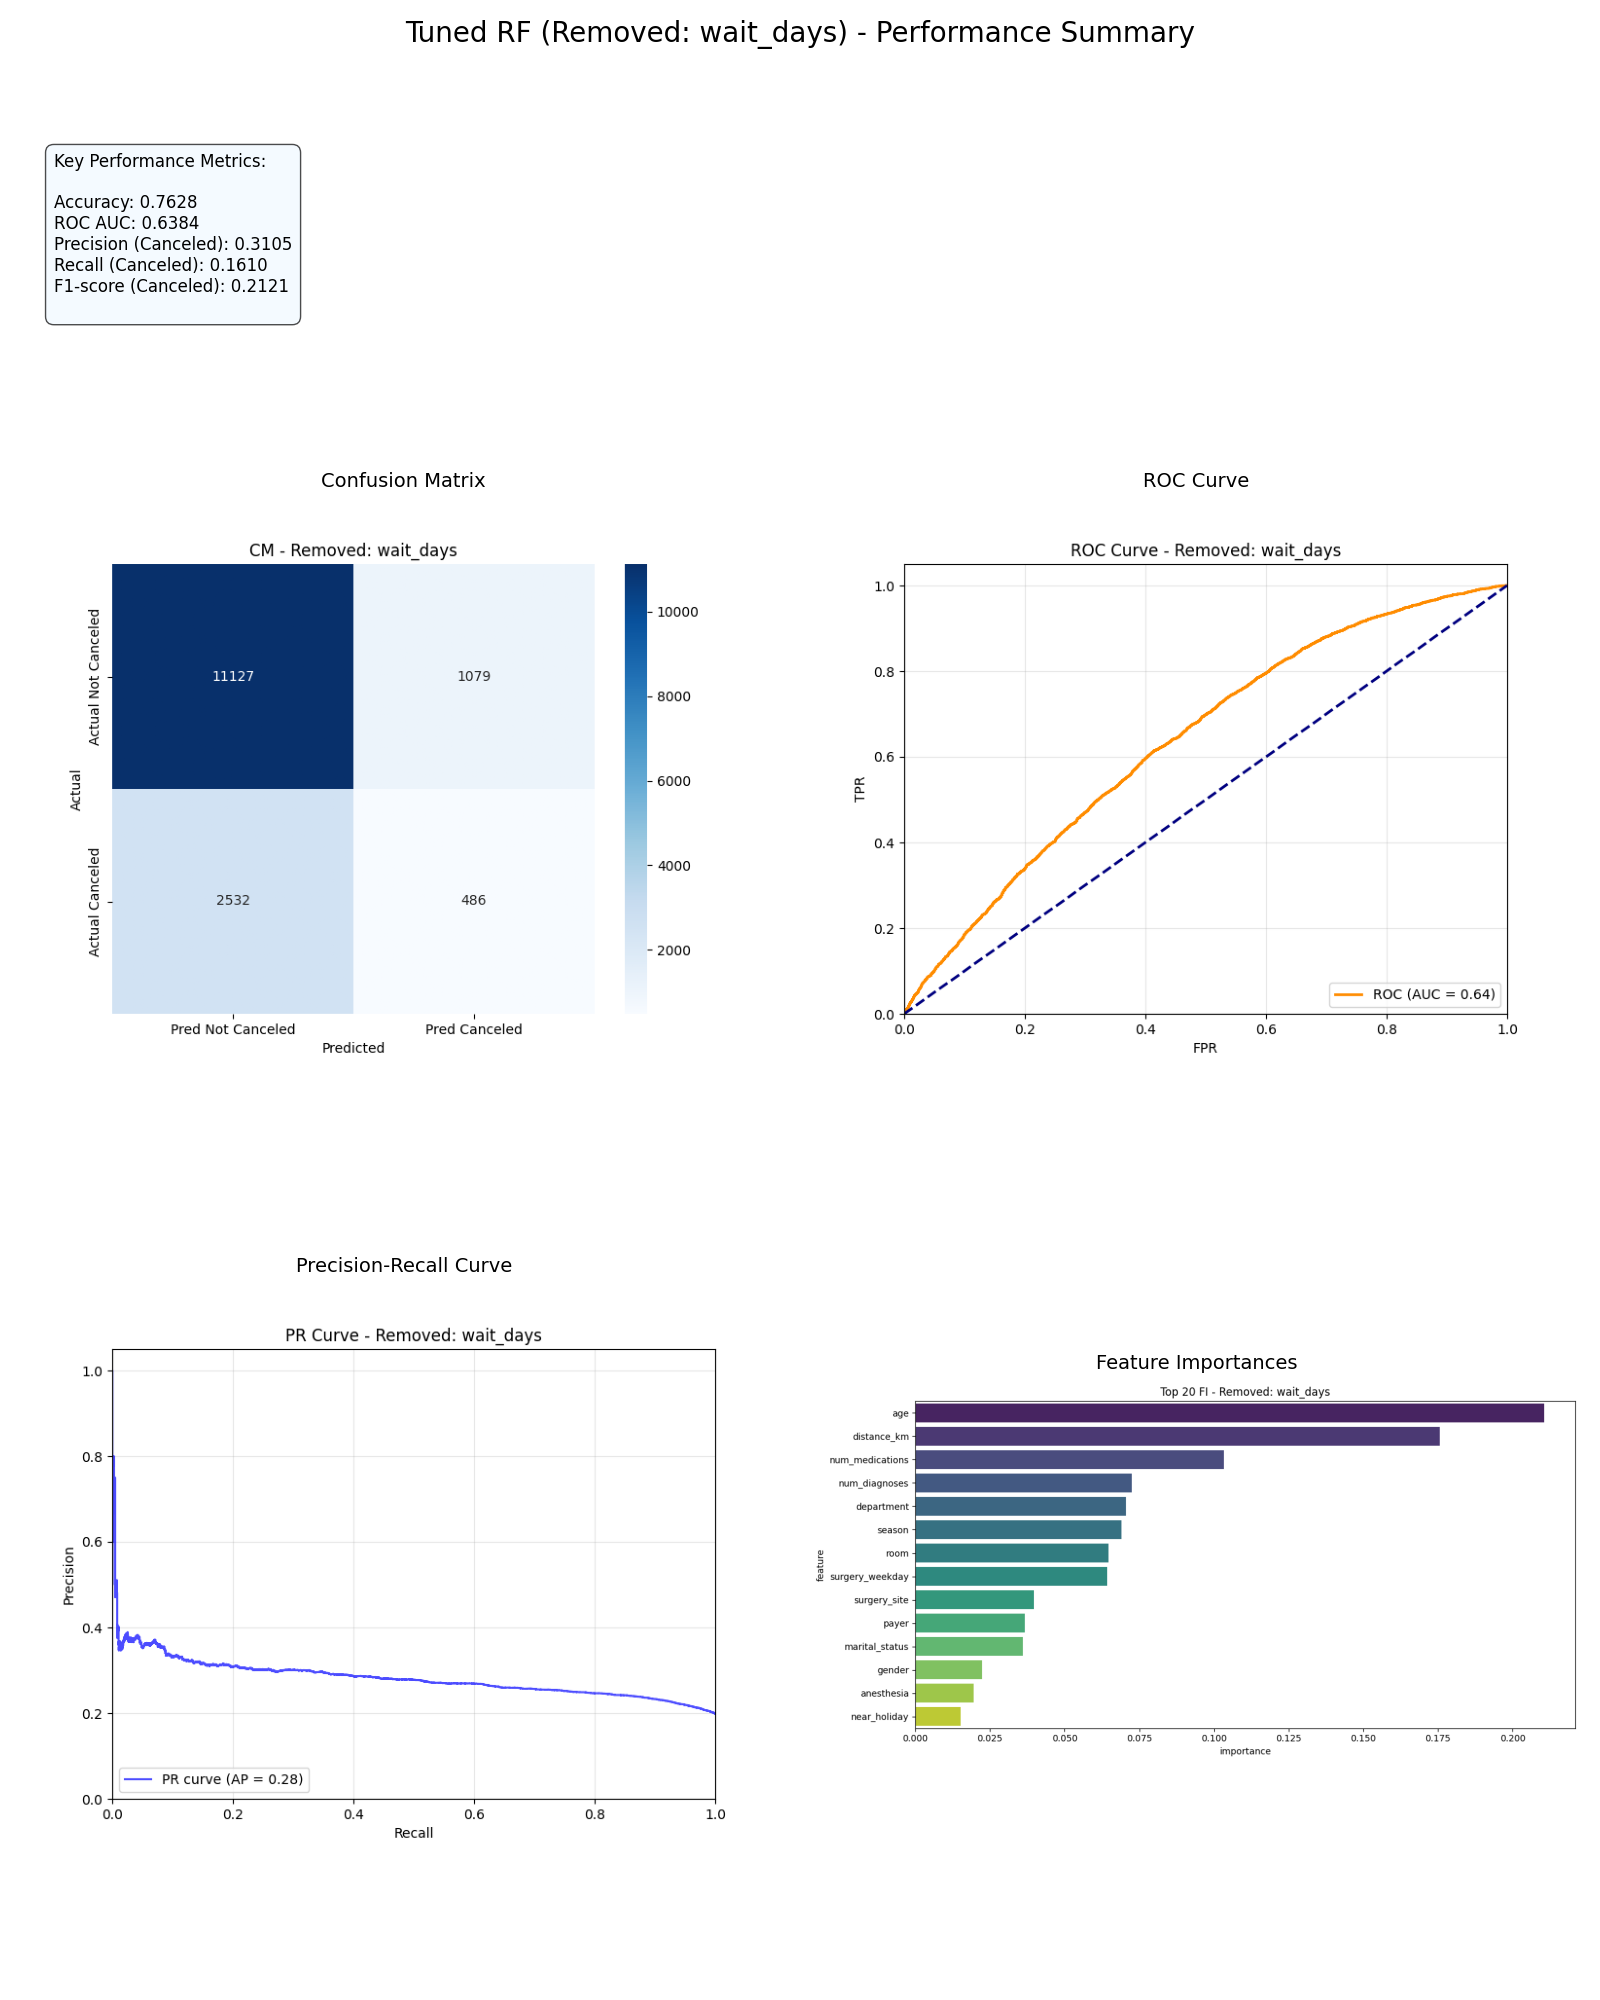 Tuned RF (Removed: wait_days) - Performance Summary
Key Performance Metrics:
Accuracy: 0.7628
ROC AUC: 0.6384
Precision (Canceled): 0.3105
Recall (Canceled): 0.1610
F1-score (Canceled): 0.2121
Confusion Matrix
CM - Removed: wait_days
Actual
Actual Not Canceled
Actual Canceled
11127
1079
2532
486
Pred Not Canceled
Pred Canceled
Predicted
10000
8000
6000
4000
2000
ROC Curve
ROC Curve - Removed: wait_days
TPR
1.0
0.8
0.6
0.4
0.2
0.0
0.0
0.2
0.4
0.6
0.8
1.0
FPR
ROC (AUC = 0.64)
Precision-Recall Curve
PR Curve - Removed: wait_days
Precision
1.0
0.8
0.6
0.4
0.2
0.0
0.0
0.2
0.4
0.6
0.8
1.0
Recall
PR curve (AP = 0.28)
Feature Importances
Top 20 FI - Removed: wait_days
feature
age
distance_km
num_medications
num_diagnoses
department
season
room
surgery_weekday
surgery_site
payer
marital_status
gender
anesthesia
near_holiday
0.000
0.025
0.050
0.075
0.100
0.125
0.150
0.175
0.200
importance